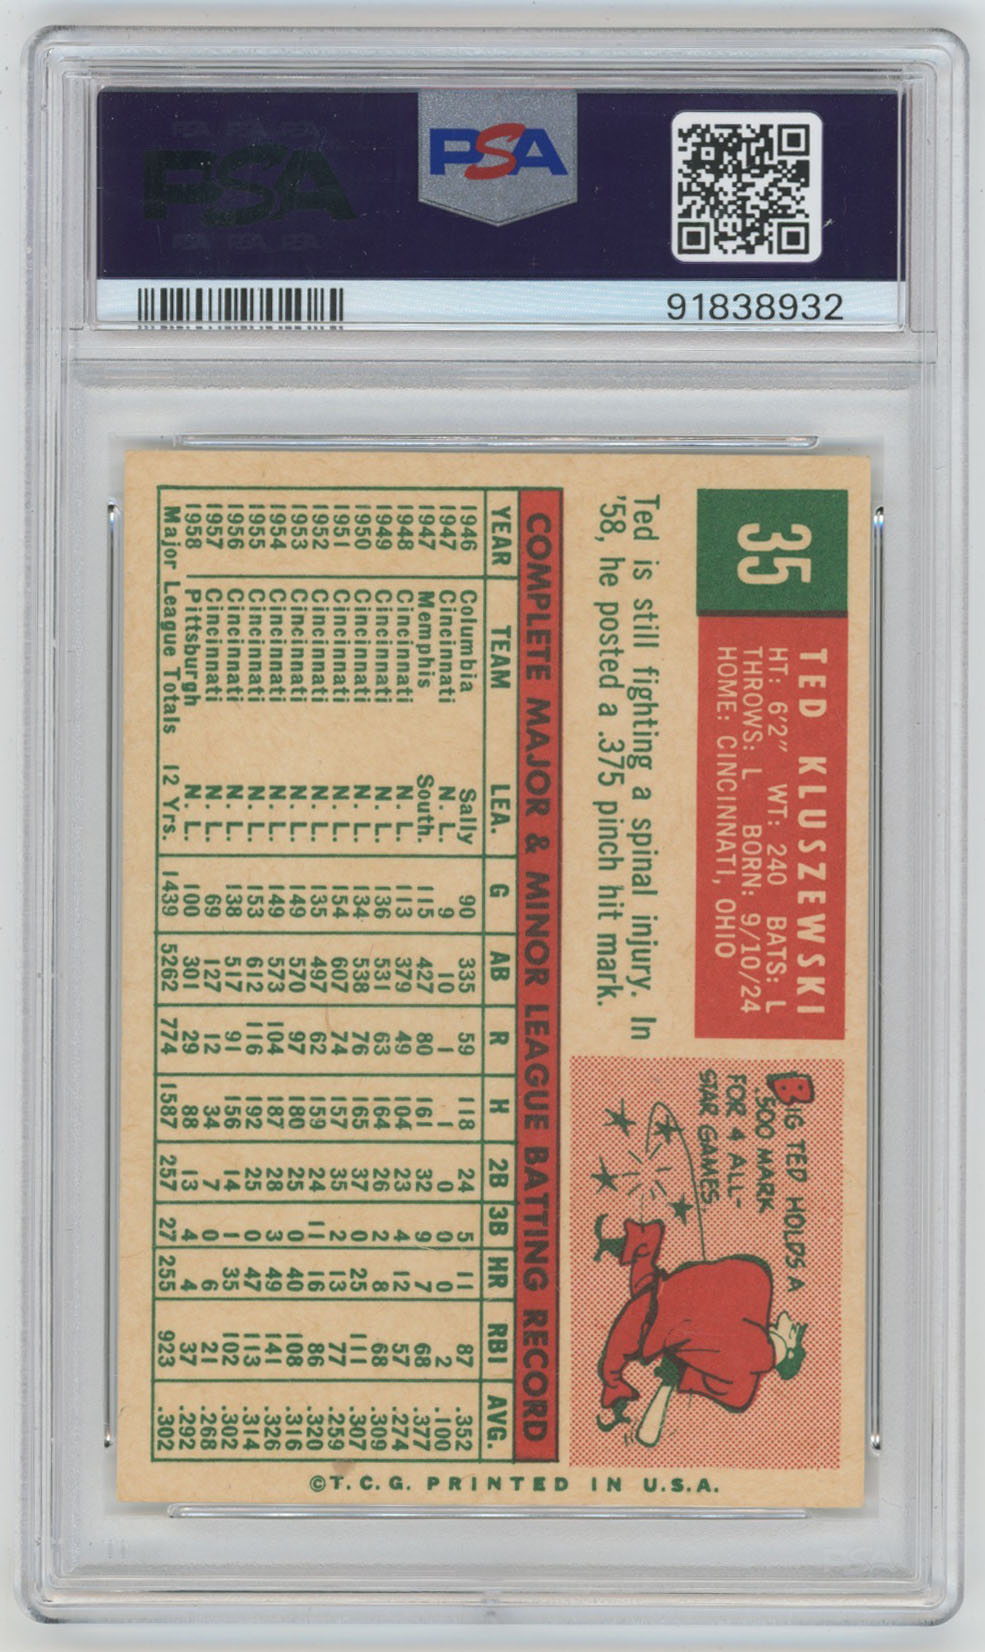 PSA
PSA
91838932
35
TED KLUSZEWSKI
HT: 6'2" WT: 240 BATS: L
THROWS: L BORN: 9/10/24
HOME: CINCINNATI, OHIO
Ted is still fighting a spinal injury. In
'58, he posted a .375 pinch hit mark.
BIG TED HOLDS A
.500 MARK
FOR 4 ALL-
STAR GAMES.
COMPLETE MAJOR & MINOR LEAGUE BATTING RECORD
YEAR TEAM LEA. G AB R H 2B 3B HR RBI AVG.
1946 Columbia Sally 90 335 59 118 24 5 11 87 .352
1947 Cincinnati N. L. 9 10 1 1 0 0 0 2 .100
1947 Memphis South. 115 427 80 161 32 9 7 68 .377
1948 Cincinnati N. L. 113 379 49 104 23 4 12 57 .274
1949 Cincinnati N. L. 136 531 63 164 26 2 8 68 .309
1950 Cincinnati N. L. 134 538 76 165 37 0 25 111 .307
1951 Cincinnati N. L. 154 607 74 157 35 2 13 77 .259
1952 Cincinnati N. L. 135 497 62 159 24 11 16 86 .320
1953 Cincinnati N. L. 149 570 97 180 25 0 40 108 .316
1954 Cincinnati N. L. 149 573 104 187 28 3 49 141 .326
1955 Cincinnati N. L. 153 612 116 192 25 0 47 113 .314
1956 Cincinnati N. L. 138 517 91 156 14 1 35 102 .302
1957 Cincinnati N. L. 69 127 12 34 7 0 6 21 .268
1958 Pittsburgh N. L. 100 301 29 88 13 4 4 37 .292
Major League Totals 12 Yrs. 1439 5262 774 1587 257 27 255 923 .302
©T.C.G. PRINTED IN U.S.A.